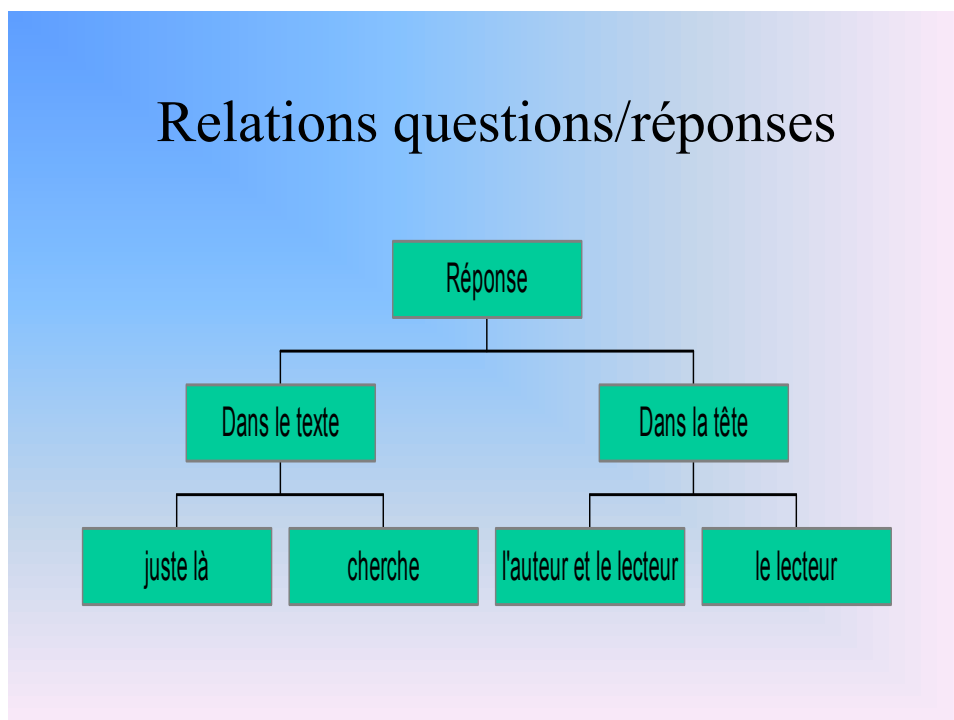 Relations questions/réponses
Réponse
Dans le texte
Dans la tête
juste là
cherche
l'auteur et le lecteur
le lecteur